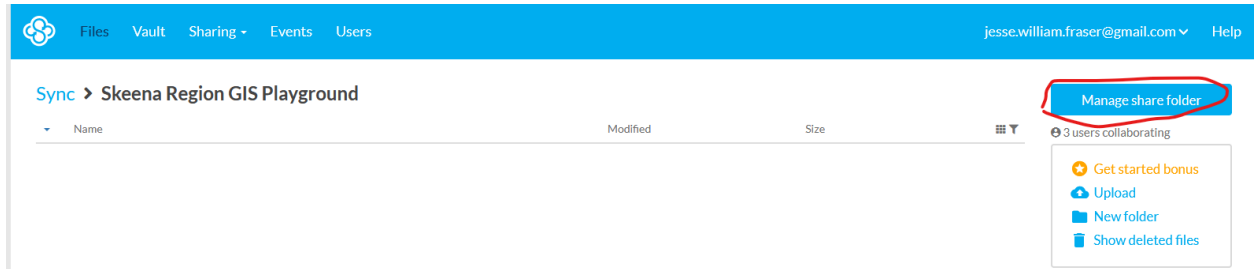 Files Vault Sharing Events Users jesse.william.fraser@gmail.com Help
Sync > Skeena Region GIS Playground
Manage share folder
Name Modified Size
3 users collaborating
Get started bonus
Upload
New folder
Show deleted files